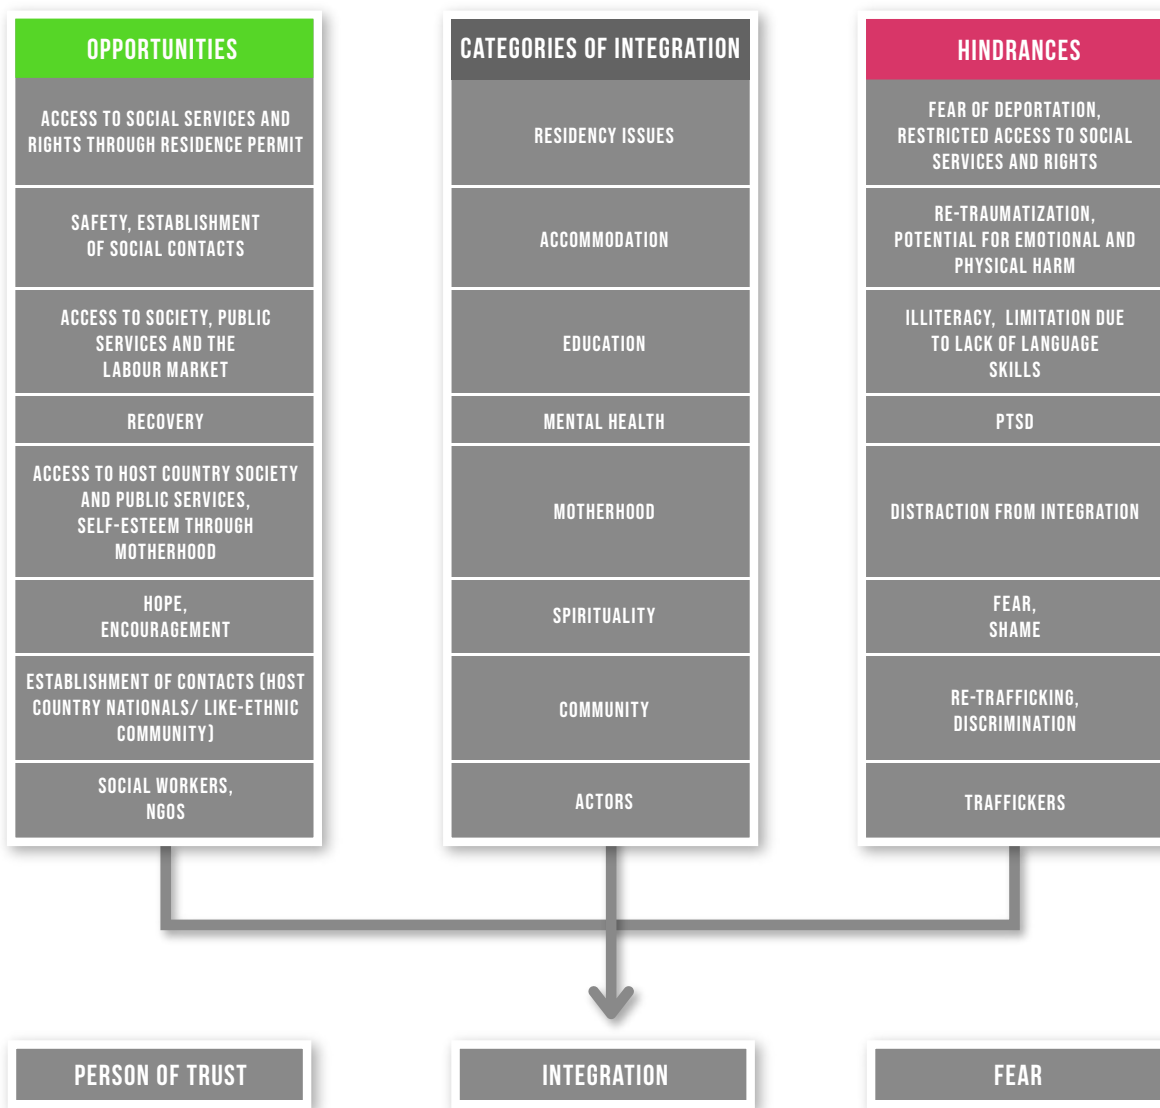 OPPORTUNITIES
ACCESS TO SOCIAL SERVICES AND
RIGHTS THROUGH RESIDENCE PERMIT
SAFETY, ESTABLISHMENT
OF SOCIAL CONTACTS
ACCESS TO SOCIETY, PUBLIC
SERVICES AND THE
LABOUR MARKET
RECOVERY
ACCESS TO HOST COUNTRY SOCIETY
AND PUBLIC SERVICES,
SELF-ESTEEM THROUGH
MOTHERHOOD
HOPE,
ENCOURAGEMENT
ESTABLISHMENT OF CONTACTS (HOST
COUNTRY NATIONALS/ LIKE-ETHNIC
COMMUNITY)
SOCIAL WORKERS,
NGOS
CATEGORIES OF INTEGRATION
RESIDENCY ISSUES
ACCOMMODATION
EDUCATION
MENTAL HEALTH
MOTHERHOOD
SPIRITUALITY
COMMUNITY
ACTORS
HINDRANCES
FEAR OF DEPORTATION,
RESTRICTED ACCESS TO SOCIAL
SERVICES AND RIGHTS
RE-TRAUMATIZATION,
POTENTIAL FOR EMOTIONAL AND
PHYSICAL HARM
ILLITERACY, LIMITATION DUE
TO LACK OF LANGUAGE
SKILLS
PTSD
DISTRACTION FROM INTEGRATION
FEAR,
SHAME
RE-TRAFFICKING,
DISCRIMINATION
TRAFFICKERS
PERSON OF TRUST
INTEGRATION
FEAR